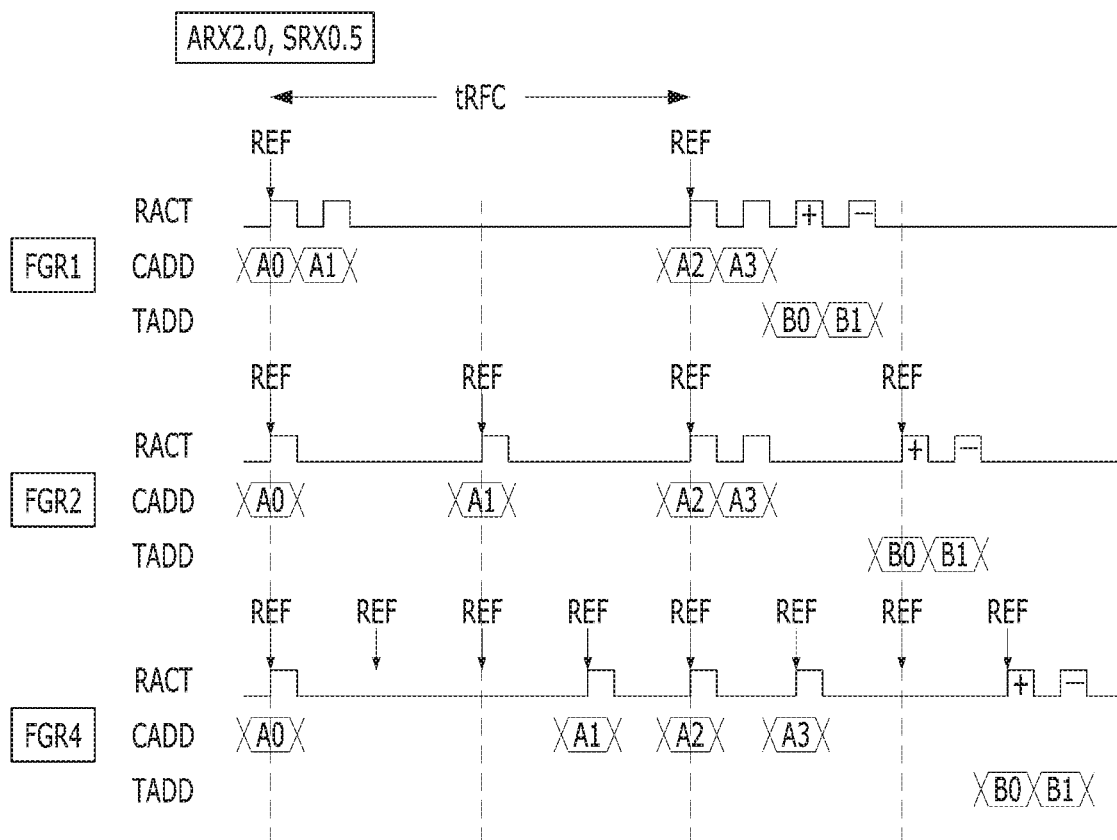 ARX2.0, SRX0.5
tRFC
REF REF
RACT + −
FGR1 CADD A0 A1 A2 A3
TADD B0 B1
REF REF REF REF
RACT + −
FGR2 CADD A0 A1 A2 A3
TADD B0 B1
REF REF REF REF REF REF REF REF
RACT + −
FGR4 CADD A0 A1 A2 A3
TADD B0 B1